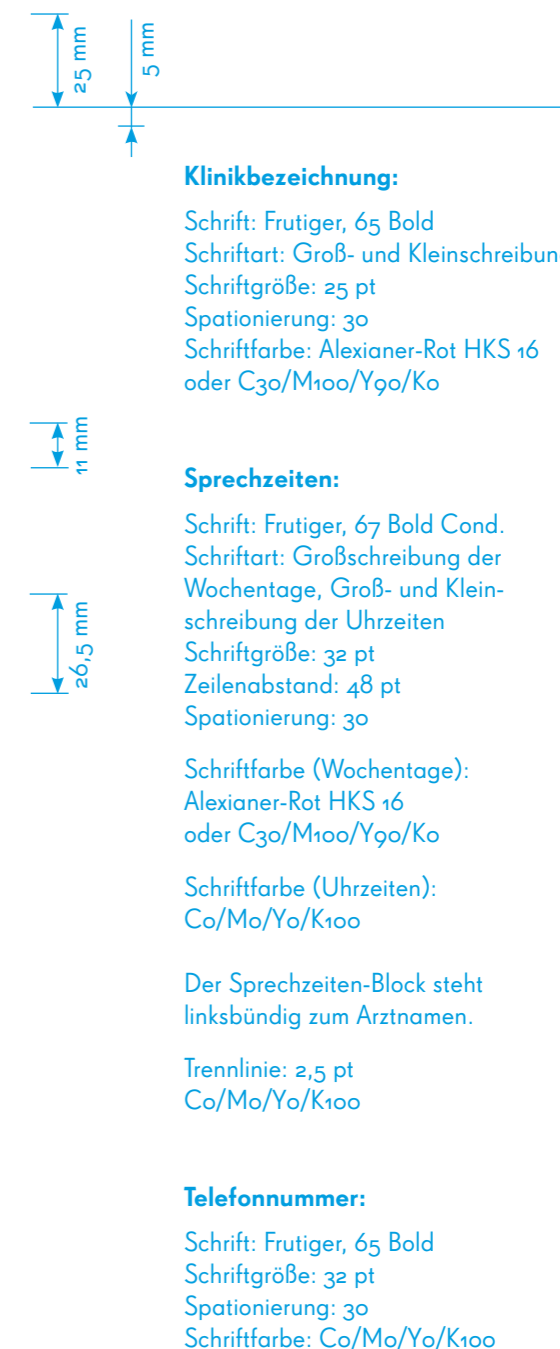 25 mm
5 mm
Klinikbezeichnung:
Schrift: Frutiger, 65 Bold
Schriftart: Groß- und Kleinschreibun
Schriftgröße: 25 pt
Spationierung: 30
Schriftfarbe: Alexianer-Rot HKS 16
oder C30/M100/Y90/K0
11 mm
Sprechzeiten:
Schrift: Frutiger, 67 Bold Cond.
Schriftart: Großschreibung der
Wochentage, Groß- und Klein-
schreibung der Uhrzeiten
Schriftgröße: 32 pt
Zeilenabstand: 48 pt
Spationierung: 30
26,5 mm
Schriftfarbe (Wochentage):
Alexianer-Rot HKS 16
oder C30/M100/Y90/K0
Schriftfarbe (Uhrzeiten):
C0/M0/Y0/K100
Der Sprechzeiten-Block steht
linksbündig zum Arztnamen.
Trennlinie: 2,5 pt
C0/M0/Y0/K100
Telefonnummer:
Schrift: Frutiger, 65 Bold
Schriftgröße: 32 pt
Spationierung: 30
Schriftfarbe: C0/M0/Y0/K100